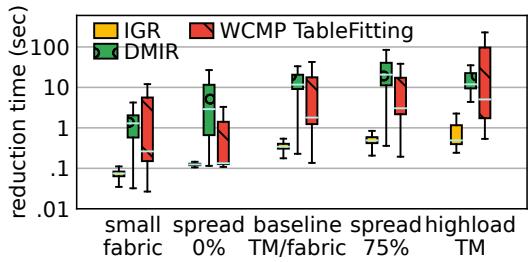 IGR
WCMP TableFitting
DMIR
reduction time (sec)
100
10
1
.1
.01
small fabric
spread 0%
baseline TM/fabric
spread 75%
highload TM